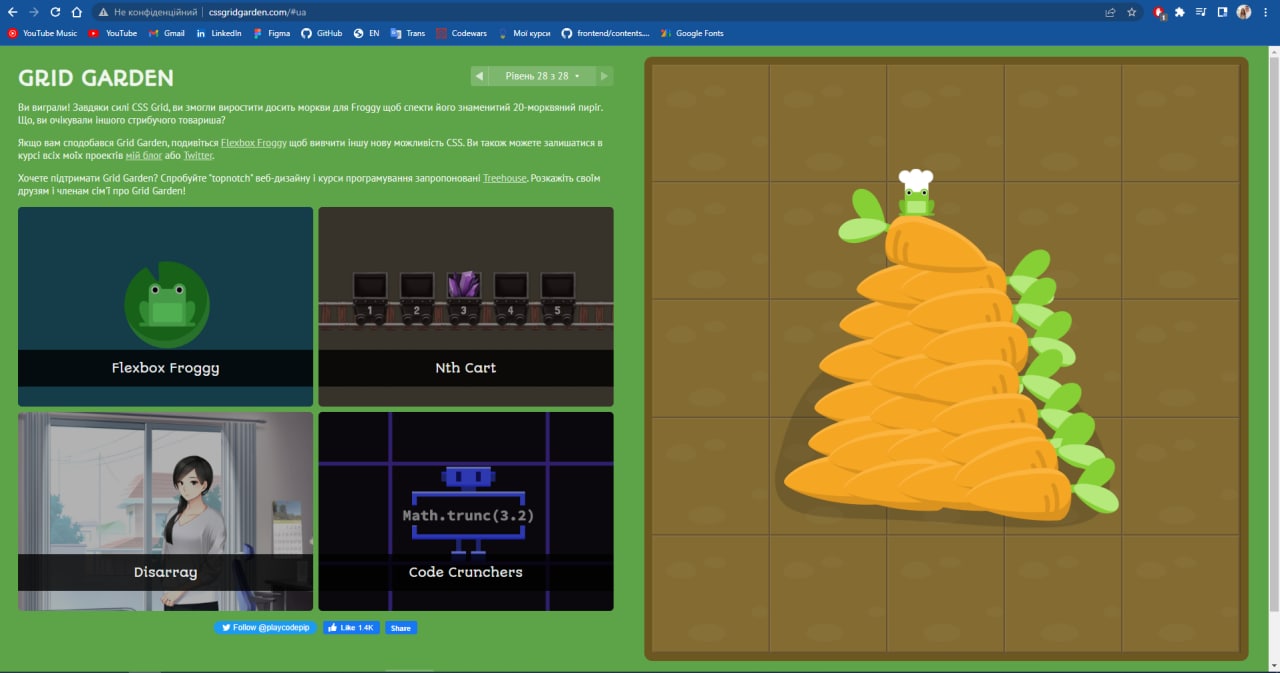 Не конфіденційний
cssgridgarden.com/#ua
YouTube Music
YouTube
Gmail
LinkedIn
Figma
GitHub
EN
Trans
Codewars
Мої курси
frontend/contents....
Google Fonts
GRID GARDEN
Рівень 28 з 28
Ви виграли! Завдяки силі CSS Grid, ви змогли виростити досить моркви для Froggy щоб спекти його знаменитий 20-морквяний пиріг.
Що, ви очікували іншого стрибучого товариша?
Якщо вам сподобався Grid Garden, подивіться Flexbox Froggy щоб вивчити іншу нову можливість CSS. Ви також можете залишатися в
курсі всіх моїх проектів мій блог або Twitter.
Хочете підтримати Grid Garden? Спробуйте "topnotch" веб-дизайну і курси програмування запропоновані Treehouse. Розкажіть своїм
друзям і членам сім'ї про Grid Garden!
1 2 3 4 5
Flexbox Froggy
Nth Cart
Math.trunc(3.2)
Disarray
Code Crunchers
Follow @playcodepip
Like 1.4K
Share